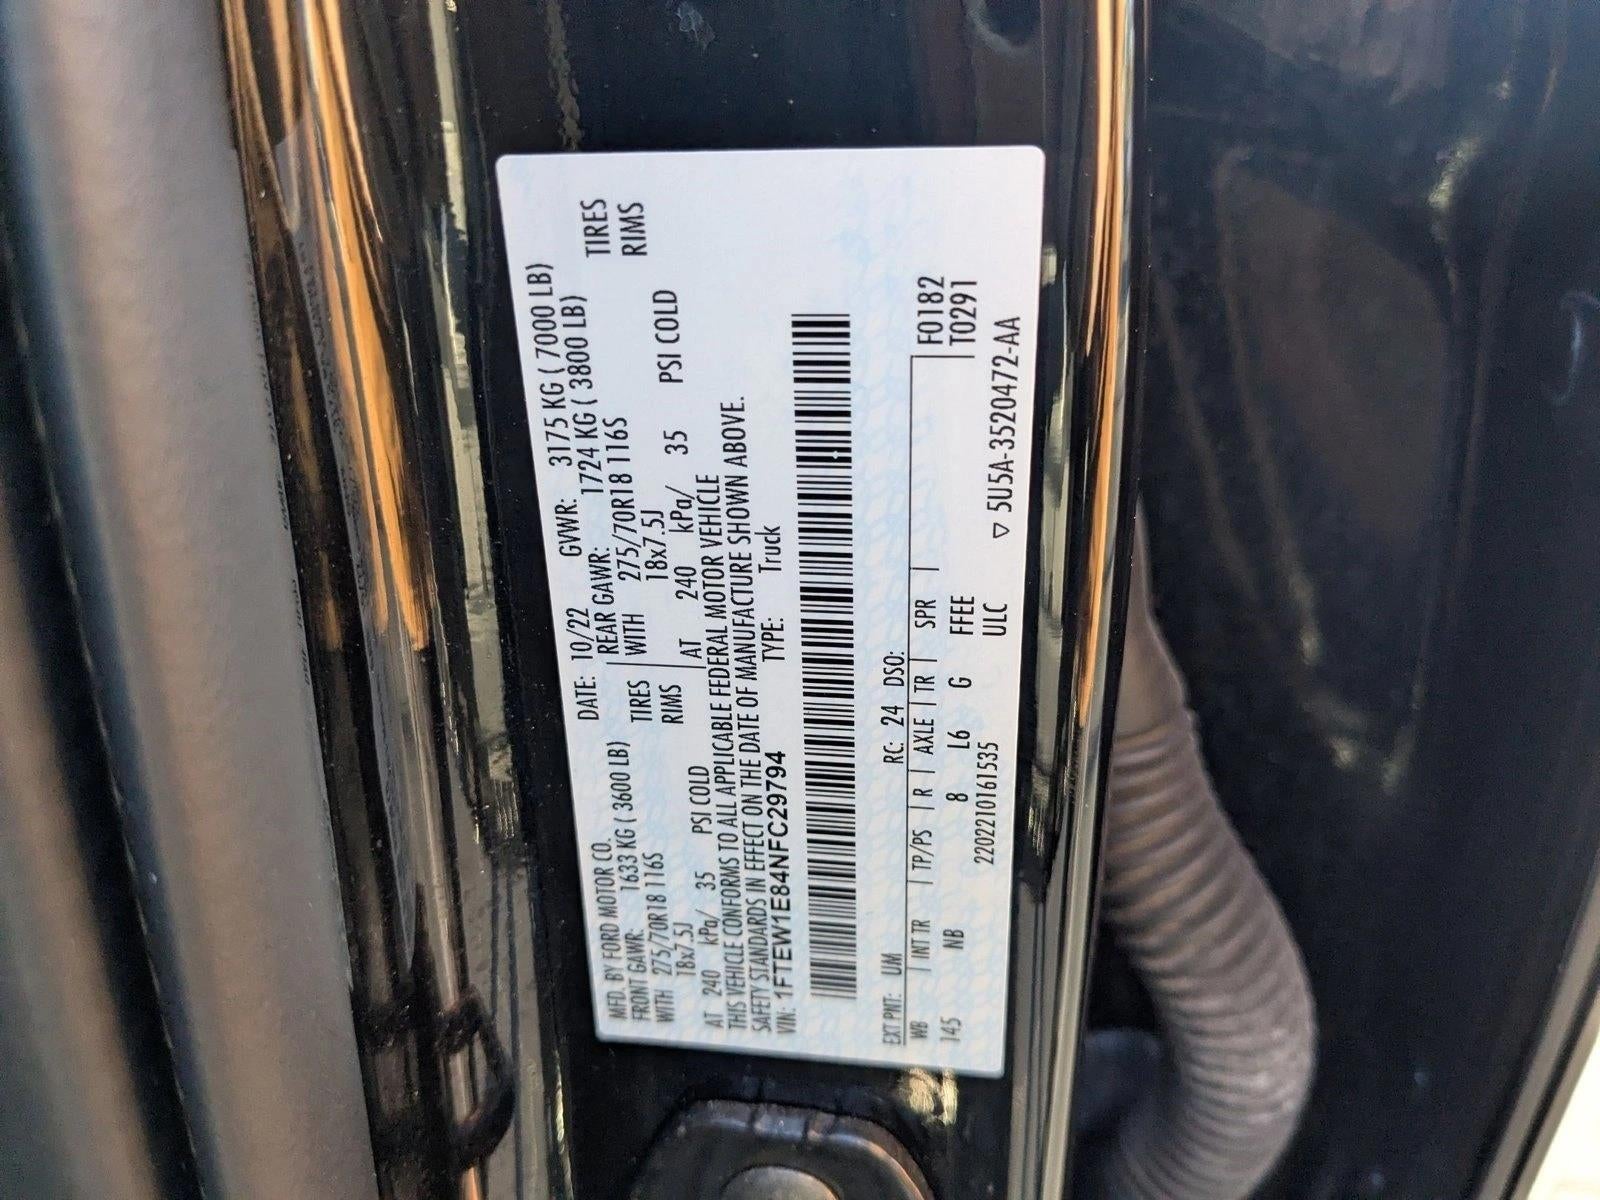 MFD. BY FORD MOTOR CO.
DATE: 10/22 GVWR: 3175 KG ( 7000 LB)
FRONT GAWR: 1633 KG ( 3600 LB) REAR GAWR: 1724 KG ( 3800 LB)
WITH 275/70R18 116S TIRES WITH 275/70R18 116S TIRES
18x7.5J RIMS 18x7.5J RIMS
AT 240 kPa/ 35 PSI COLD AT 240 kPa/ 35 PSI COLD
THIS VEHICLE CONFORMS TO ALL APPLICABLE FEDERAL MOTOR VEHICLE
SAFETY STANDARDS IN EFFECT ON THE DATE OF MANUFACTURE SHOWN ABOVE.
VIN: 1FTEW1E84NFC29794 TYPE: Truck
EXT PNT: UM RC: 24 DSO: F0182
WB | INT TR | TP/PS | R | AXLE | TR | SPR | T0291
145 NB 8 L6 G FFEE
2202210161535 ULC ▽ 5U5A-3520472-AA